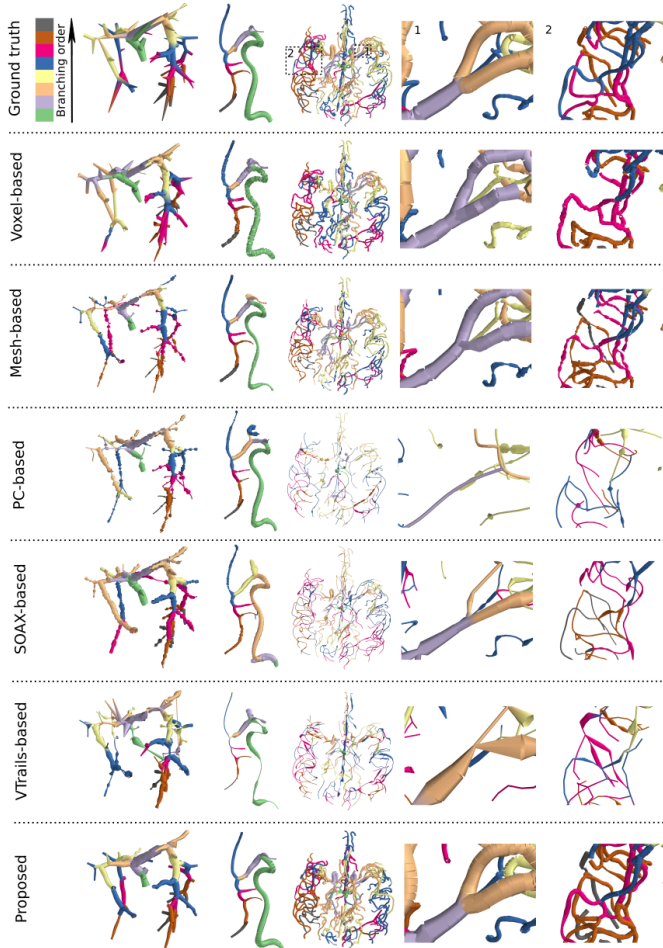 Ground truth
Branching order
2
1
1
2
Voxel-based
Mesh-based
PC-based
SOAX-based
VTrails-based
Proposed